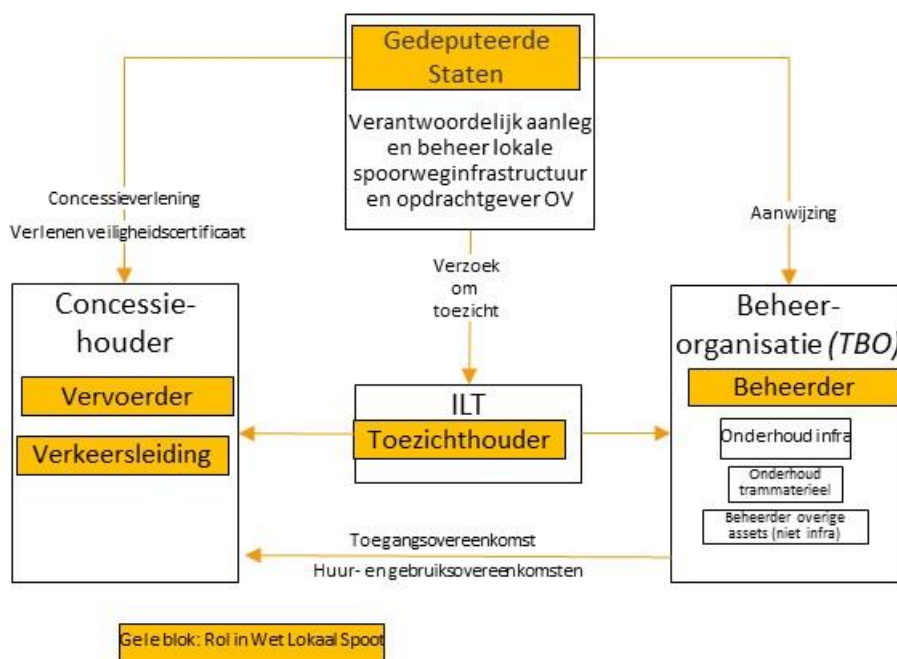 Gedeputeerde
Staten
Verantwoordelijk aanleg
en beheer lokale
spoorweginfrastructuur
en opdrachtgever OV
Concessieverlening
Verlenen veiligheidscertificaat
Verzoek
om
toezicht
Aanwijzing
Concessie-
houder
Vervoerder
Verkeersleiding
ILT
Toezichthouder
Beheer-
organisatie (TBO)
Beheerder
Onderhoud infra
Onderhoud
trammaterieel
Beheerder overige
assets (niet infra)
Toegangsovereenkomst
Huur- en gebruiksovereenkomsten
Gele blok: Rol in Wet Lokaal Spoot